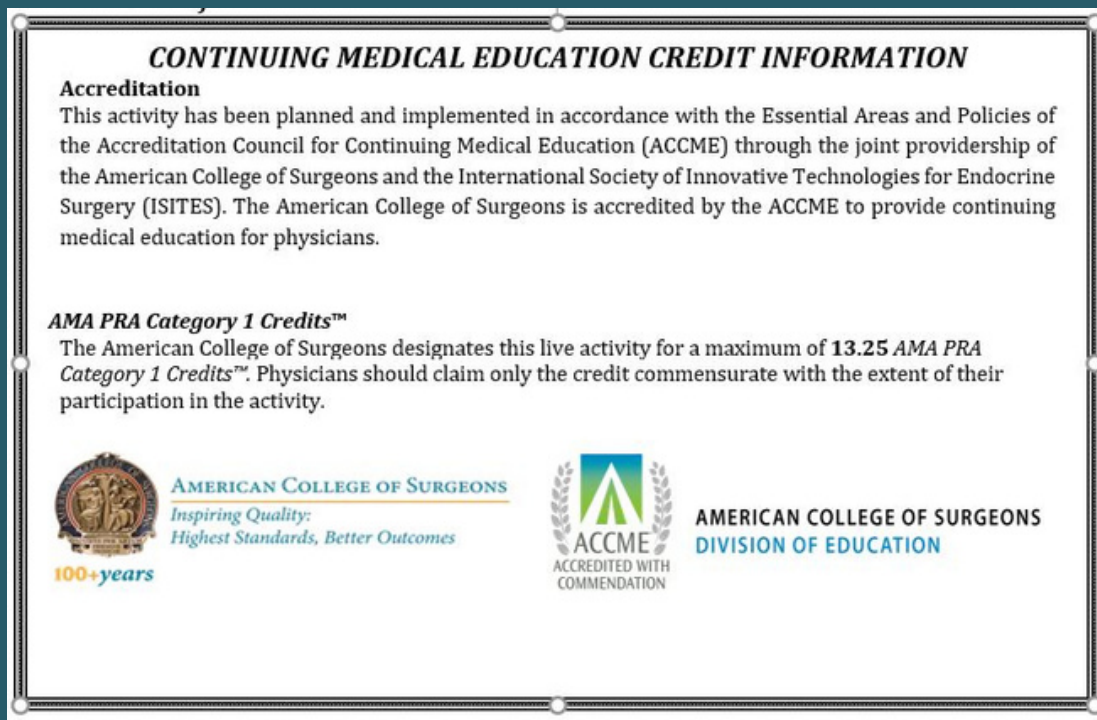 CONTINUING MEDICAL EDUCATION CREDIT INFORMATION
Accreditation
This activity has been planned and implemented in accordance with the Essential Areas and Policies of
the Accreditation Council for Continuing Medical Education (ACCME) through the joint providership of
the American College of Surgeons and the International Society of Innovative Technologies for Endocrine
Surgery (ISITES). The American College of Surgeons is accredited by the ACCME to provide continuing
medical education for physicians.
AMA PRA Category 1 Credits™
The American College of Surgeons designates this live activity for a maximum of 13.25 AMA PRA
Category 1 Credits™. Physicians should claim only the credit commensurate with the extent of their
participation in the activity.
AMERICAN COLLEGE OF SURGEONS
Inspiring Quality:
Highest Standards, Better Outcomes
100+years
ACCME
ACCREDITED WITH
COMMENDATION
AMERICAN COLLEGE OF SURGEONS
DIVISION OF EDUCATION